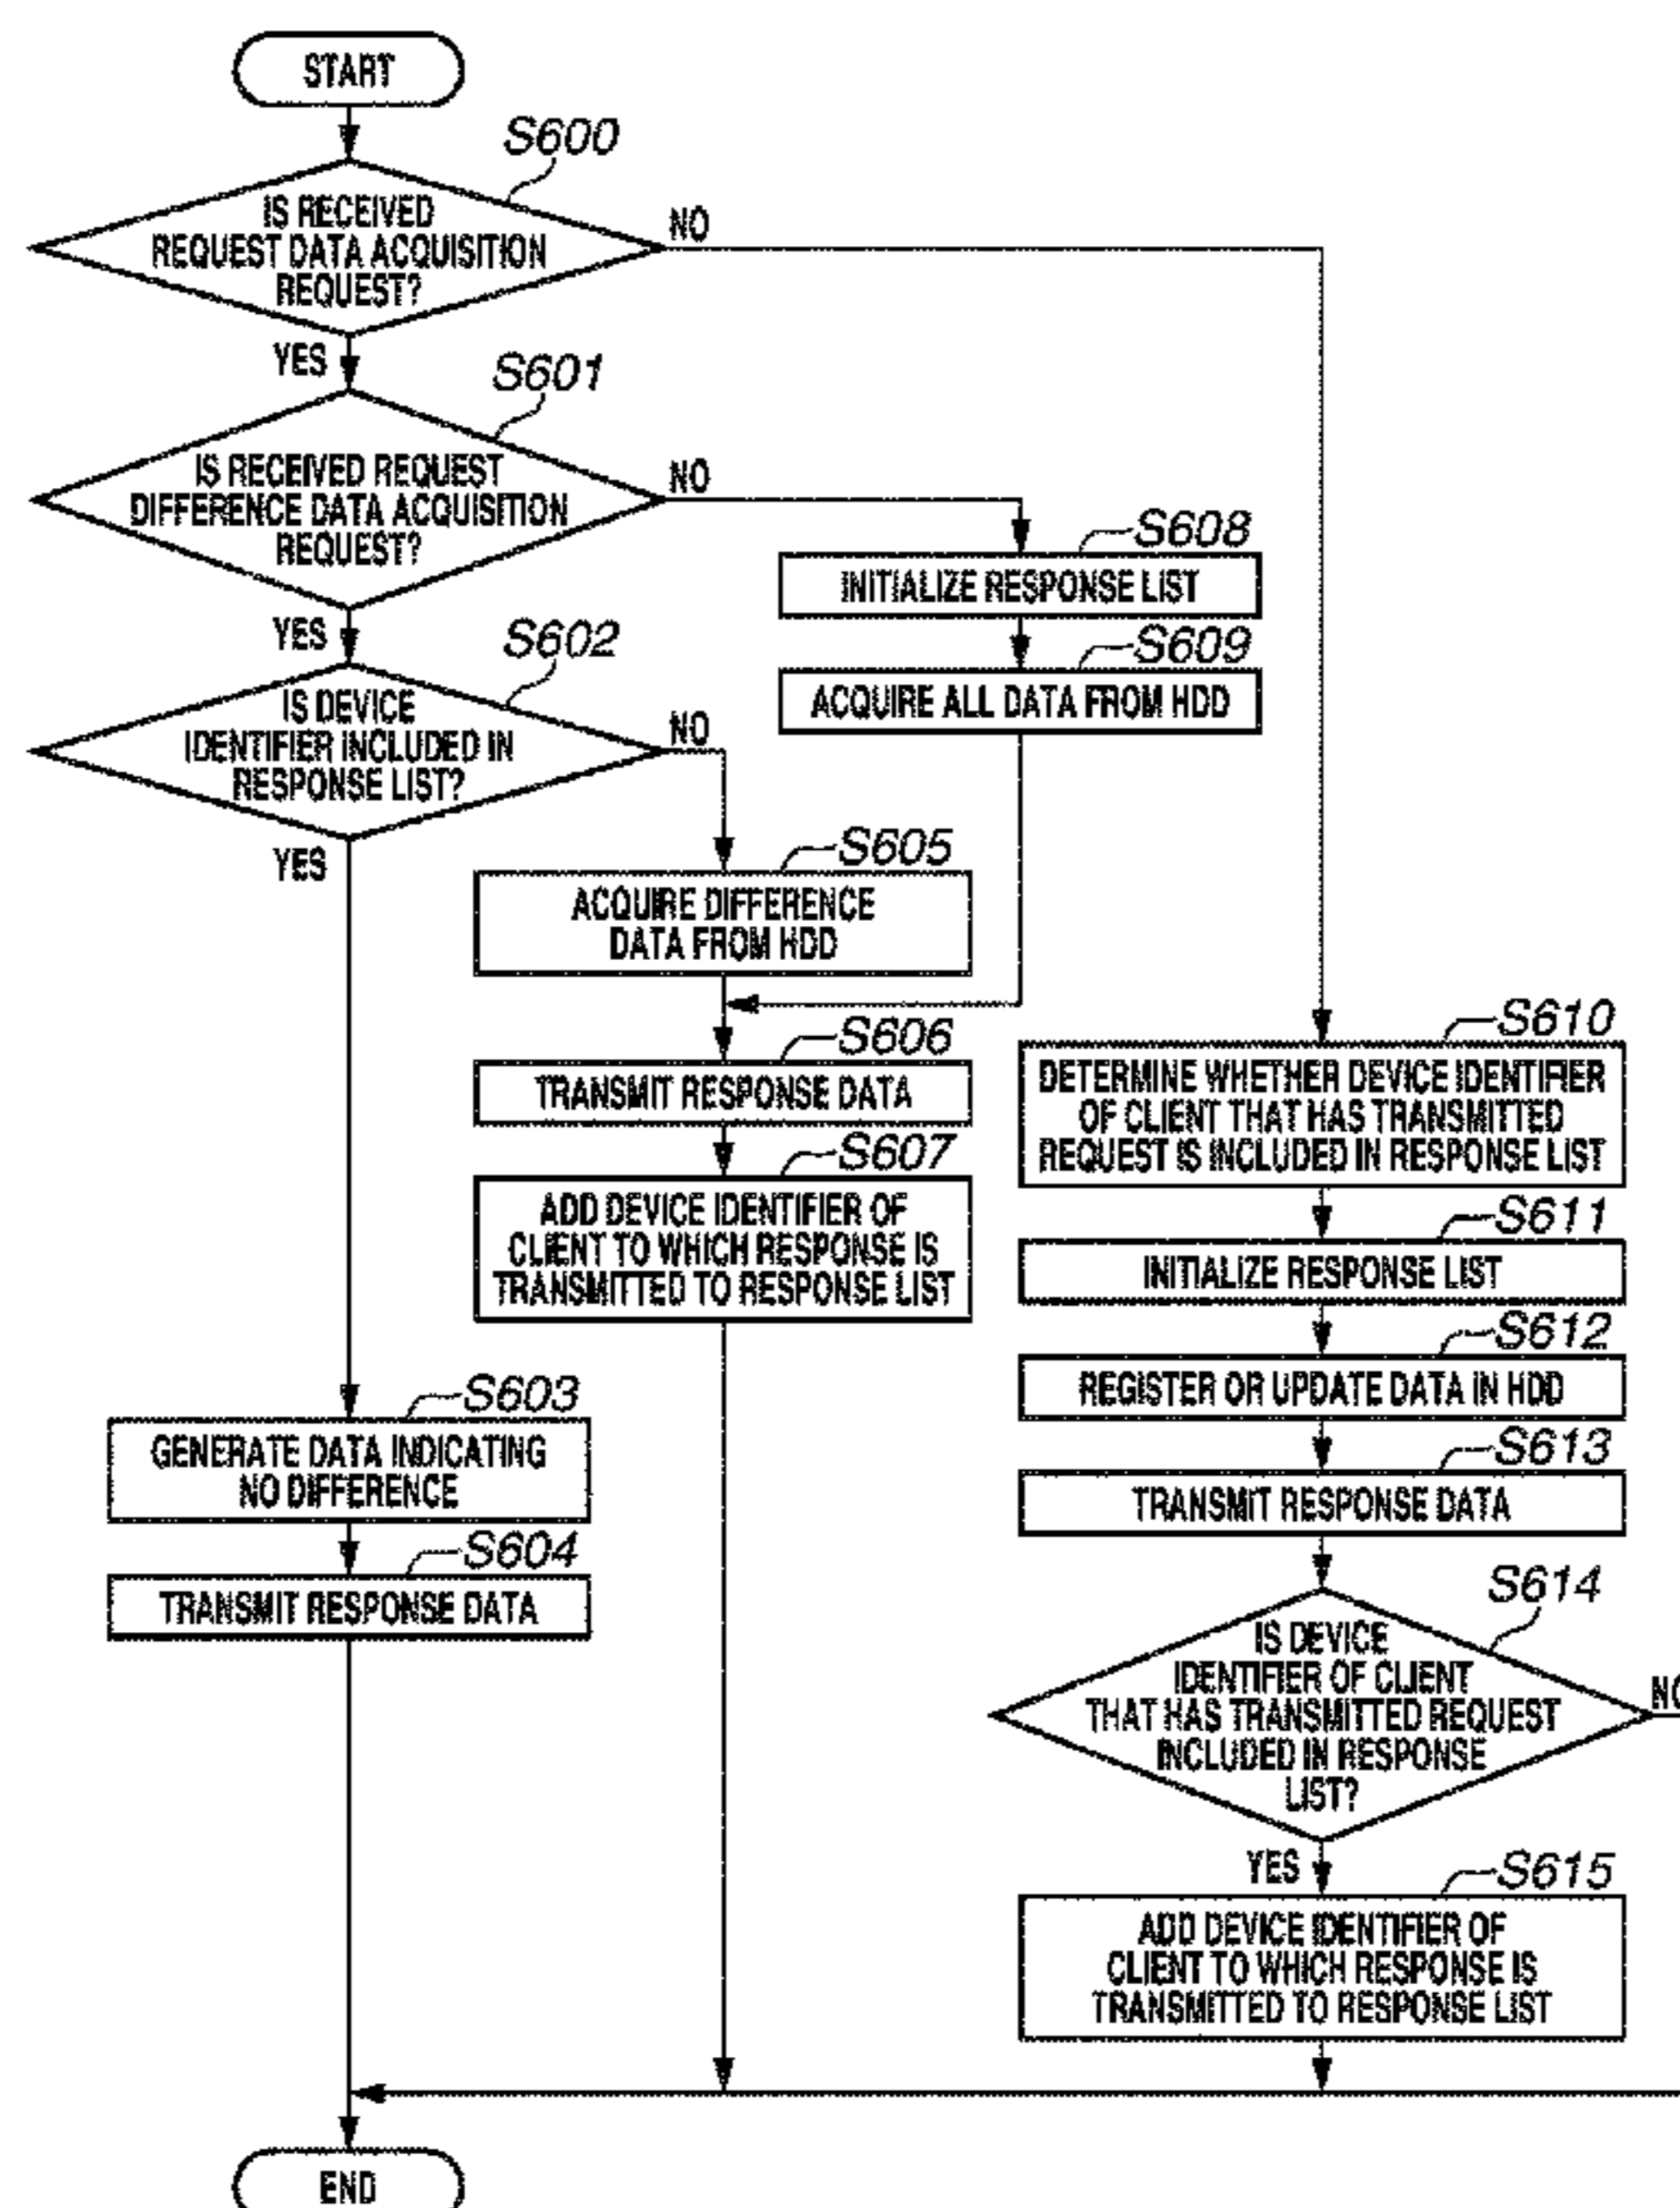 START
S600
IS RECEIVED
REQUEST DATA ACQUISITION
REQUEST?
NO
YES
S601
IS RECEIVED REQUEST
DIFFERENCE DATA ACQUISITION
REQUEST?
NO
YES
S602
IS DEVICE
IDENTIFIER INCLUDED IN
RESPONSE LIST?
NO
YES
S608
INITIALIZE RESPONSE LIST
S609
ACQUIRE ALL DATA FROM HDD
S605
ACQUIRE DIFFERENCE
DATA FROM HDD
S606
TRANSMIT RESPONSE DATA
S607
ADD DEVICE IDENTIFIER OF
CLIENT TO WHICH RESPONSE IS
TRANSMITTED TO RESPONSE LIST
S603
GENERATE DATA INDICATING
NO DIFFERENCE
S604
TRANSMIT RESPONSE DATA
S610
DETERMINE WHETHER DEVICE IDENTIFIER
OF CLIENT THAT HAS TRANSMITTED
REQUEST IS INCLUDED IN RESPONSE LIST
S611
INITIALIZE RESPONSE LIST
S612
REGISTER OR UPDATE DATA IN HDD
S613
TRANSMIT RESPONSE DATA
S614
IS DEVICE
IDENTIFIER OF CLIENT
THAT HAS TRANSMITTED REQUEST
INCLUDED IN RESPONSE
LIST?
NO
YES
S615
ADD DEVICE IDENTIFIER OF
CLIENT TO WHICH RESPONSE IS
TRANSMITTED TO RESPONSE LIST
END